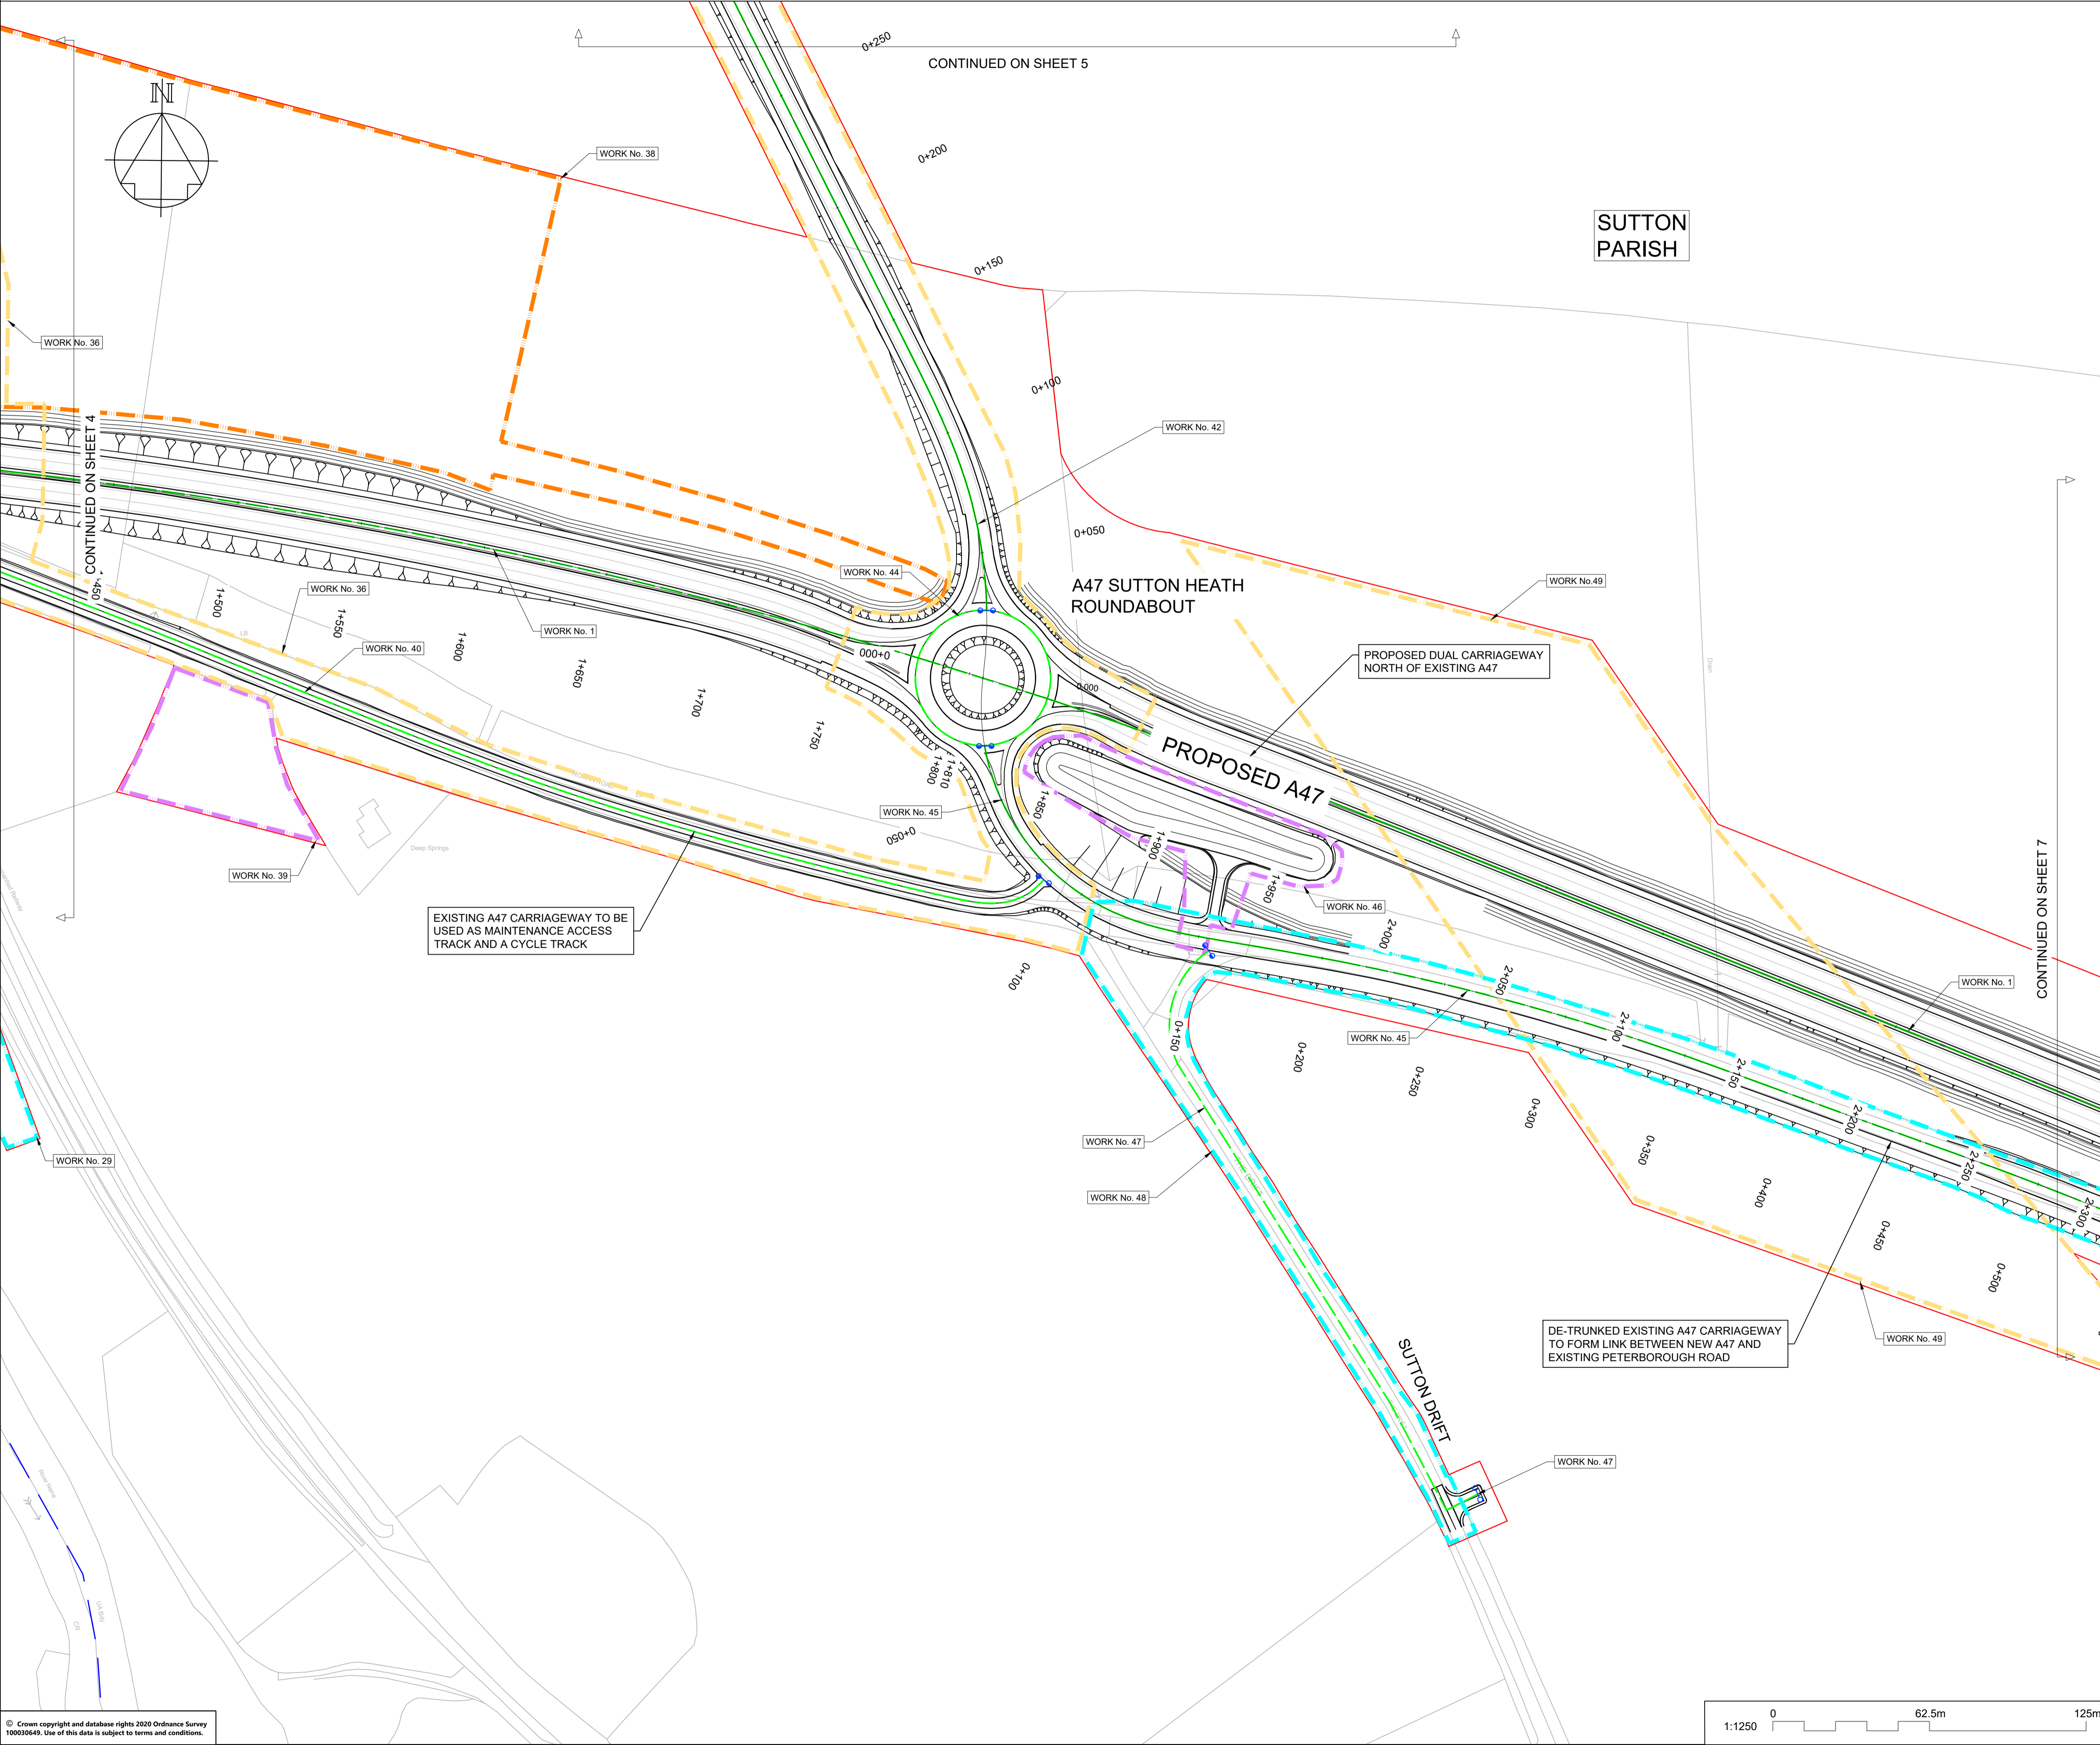 0+250
CONTINUED ON SHEET 5
N
WORK No. 38
0+200
SUTTON
PARISH
0+150
WORK No. 36
0+100
WORK No. 42
CONTINUED ON SHEET 4
0+050
A47 SUTTON HEATH
ROUNDABOUT
WORK No. 44
WORK No.49
WORK No. 36
1+450
1+500
1+550
1+600
1+650
1+700
1+750
1+800
1+810
LB
WORK No. 1
WORK No. 40
0+000
0.000
PROPOSED DUAL CARRIAGEWAY
NORTH OF EXISTING A47
Drain
PROPOSED A47
1+850
1+900
1+950
2+000
2+050
2+100
2+150
2+200
2+250
2+300
WORK No. 45
0+050
Deep Springs
WORK No. 39
WORK No. 46
EXISTING A47 CARRIAGEWAY TO BE
USED AS MAINTENANCE ACCESS
TRACK AND A CYCLE TRACK
CONTINUED ON SHEET 7
WORK No. 1
0+100
0+150
0+200
0+250
0+300
0+350
0+400
0+450
0+500
WORK No. 45
WORK No. 47
WORK No. 29
WORK No. 48
MS
DE-TRUNKED EXISTING A47 CARRIAGEWAY
TO FORM LINK BETWEEN NEW A47 AND
EXISTING PETERBOROUGH ROAD
WORK No. 49
SUTTON DRIFT
WORK No. 47
River Nene
UA Bdy
CR
© Crown copyright and database rights 2020 Ordnance Survey
100030649. Use of this data is subject to terms and conditions.
1:1250
0
62.5m
125m